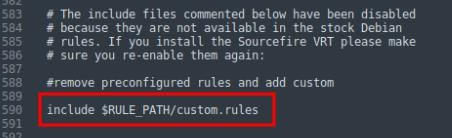 582
583 # The include files commented below have been disabled
584 # because they are not available in the stock Debian
585 # rules. If you install the Sourcefire VRT please make
586 # sure you re-enable them again:
587
588 #remove preconfigured rules and add custom
589
590 include $RULE_PATH/custom.rules
591
592